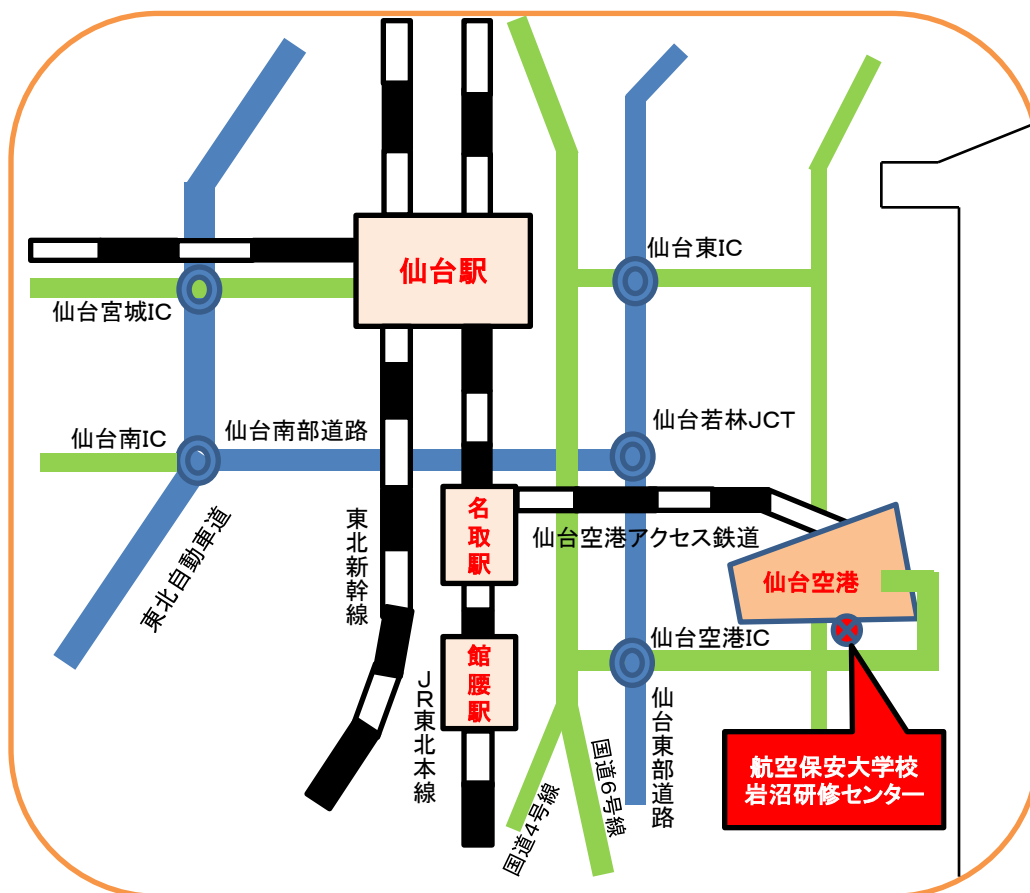 仙台駅
仙台東IC
仙台宮城IC
仙台南IC
仙台南部道路
仙台若林JCT
東北自動車道
東北新幹線
名取駅
仙台空港アクセス鉄道
仙台空港
館腰駅
JR東北本線
仙台空港IC
仙台東部道路
国道4号線
国道6号線
航空保安大学校
岩沼研修センター